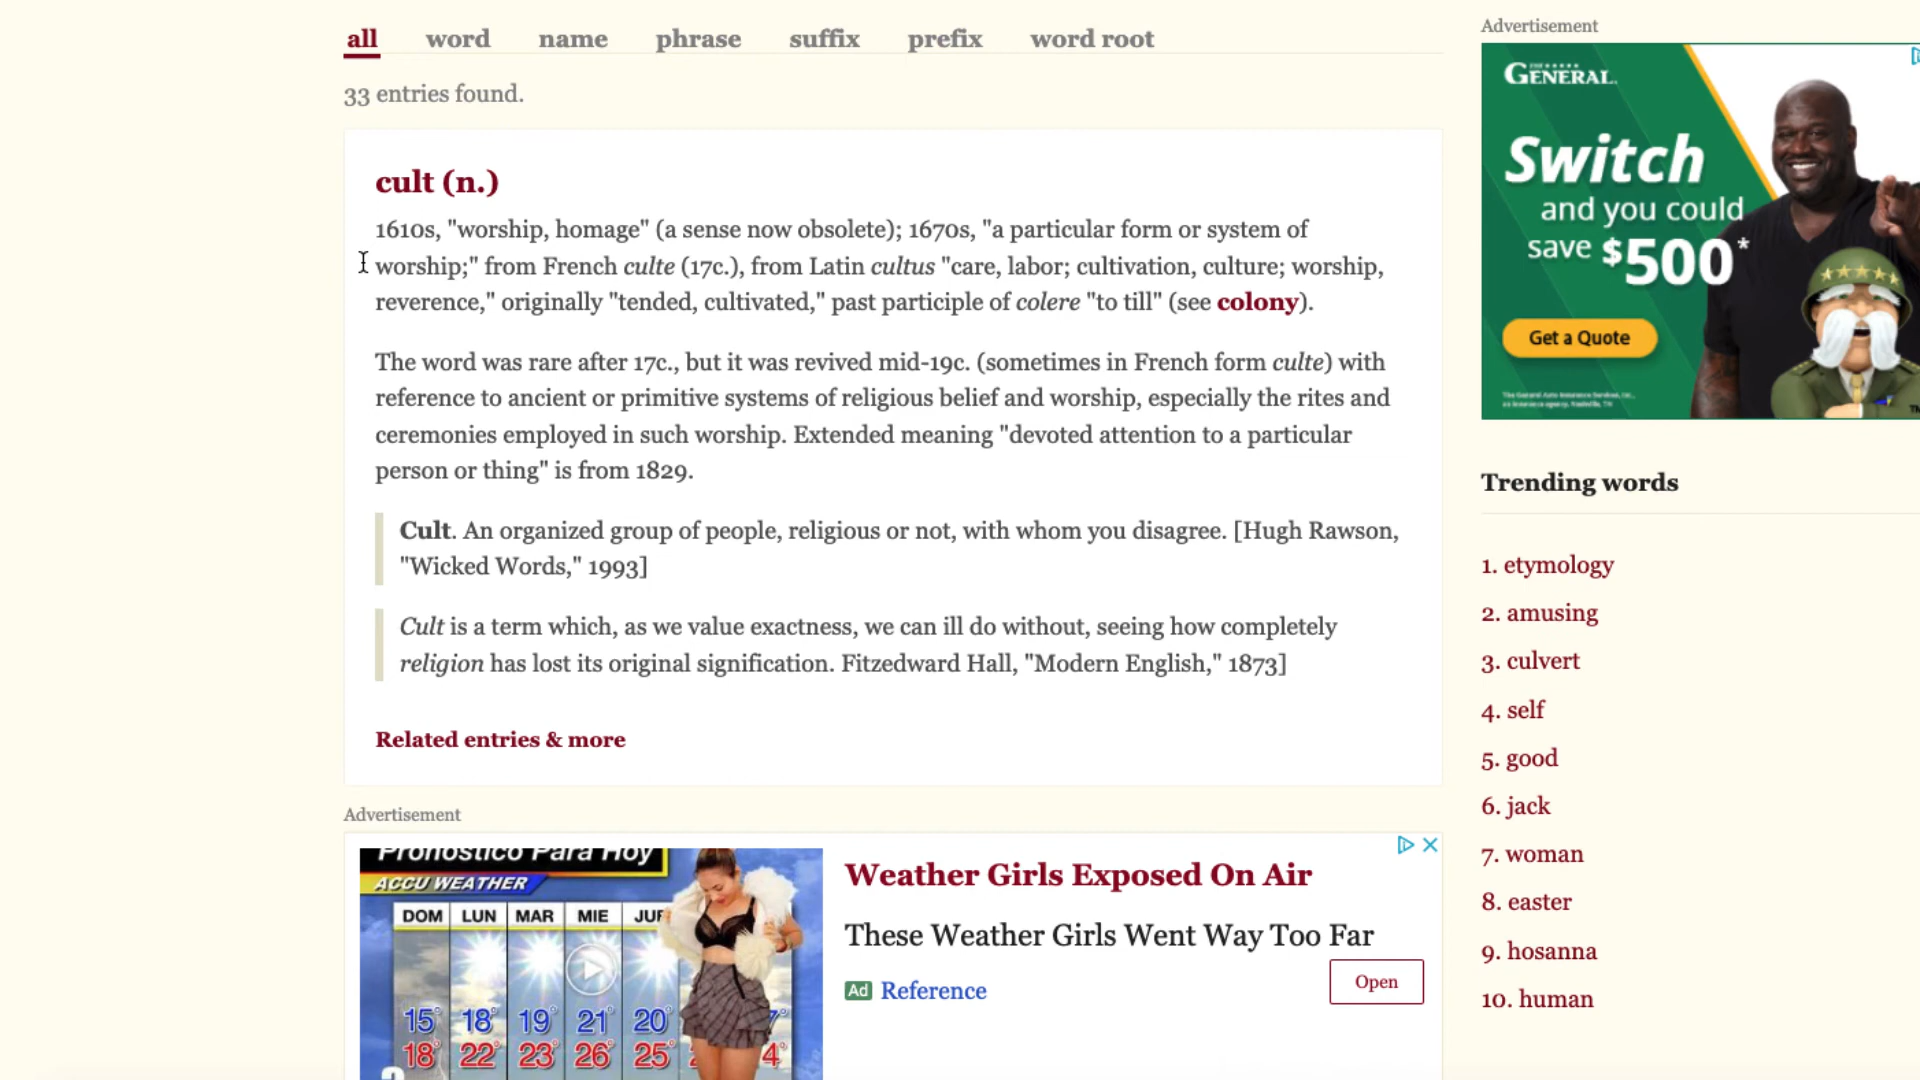 all word name phrase suffix prefix word root
33 entries found.
cult (n.)
1610s, "worship, homage" (a sense now obsolete); 1670s, "a particular form or system of
worship;" from French culte (17c.), from Latin cultus "care, labor; cultivation, culture; worship,
reverence," originally "tended, cultivated," past participle of colere "to till" (see colony).
The word was rare after 17c., but it was revived mid-19c. (sometimes in French form culte) with
reference to ancient or primitive systems of religious belief and worship, especially the rites and
ceremonies employed in such worship. Extended meaning "devoted attention to a particular
person or thing" is from 1829.
Cult. An organized group of people, religious or not, with whom you disagree. [Hugh Rawson,
"Wicked Words," 1993]
Cult is a term which, as we value exactness, we can ill do without, seeing how completely
religion has lost its original signification. Fitzedward Hall, "Modern English," 1873]
Related entries & more
Advertisement
Pronostico Para Hoy
ACCU WEATHER
DOM LUN MAR MIE
15° 18° 19° 21° 20° 7°
18° 22° 23° 26° 25° 4°
Weather Girls Exposed On Air
These Weather Girls Went Way Too Far
Ad Reference
Open
Advertisement
THE GENERAL
Switch
and you could
save $500*
Get a Quote
Trending words
1. etymology
2. amusing
3. culvert
4. self
5. good
6. jack
7. woman
8. easter
9. hosanna
10. human